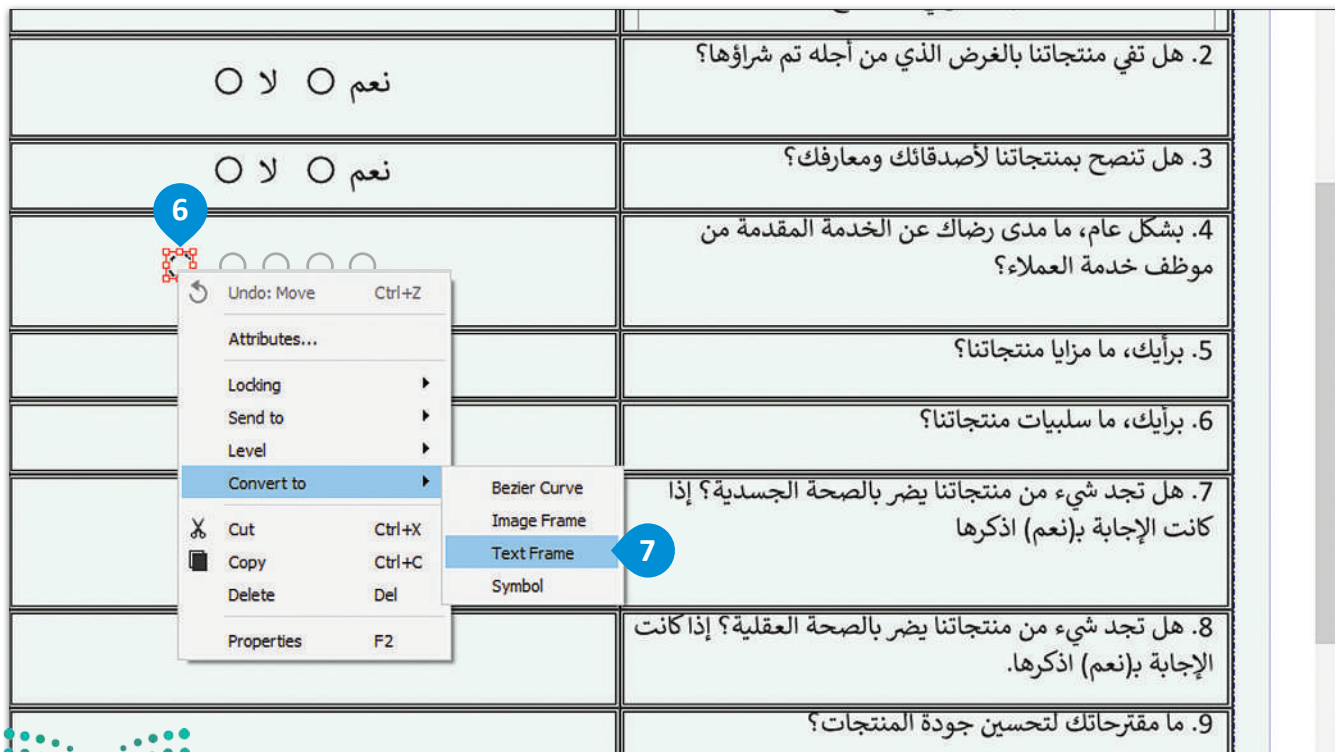 2. هل تفي منتجاتنا بالغرض الذي من أجله تم شراؤها؟
نعم لا
3. هل تنصح بمنتجاتنا لأصدقائك ومعارفك؟
نعم لا
4. بشكل عام، ما مدى رضاك عن الخدمة المقدمة من
موظف خدمة العملاء؟
6
Undo: Move Ctrl+Z
Attributes...
Locking
Send to
Level
Convert to
Cut Ctrl+X
Copy Ctrl+C
Delete Del
Properties F2
Bezier Curve
Image Frame
Text Frame
Symbol
7
5. برأيك، ما مزايا منتجاتنا؟
6. برأيك، ما سلبيات منتجاتنا؟
7. هل تجد شيء من منتجاتنا يضر بالصحة الجسدية؟ إذا
كانت الإجابة بـ(نعم) اذكرها
8. هل تجد شيء من منتجاتنا يضر بالصحة العقلية؟ إذا كانت
الإجابة بـ(نعم) اذكرها.
9. ما مقترحاتك لتحسين جودة المنتجات؟